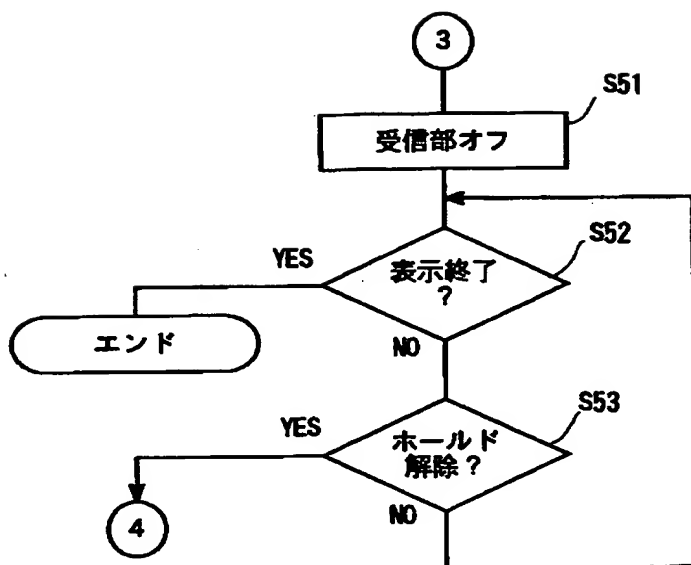 3
S51
受信部オフ
S52
YES
表示終了
?
エンド
NO
S53
YES
ホールド
解除?
4
NO